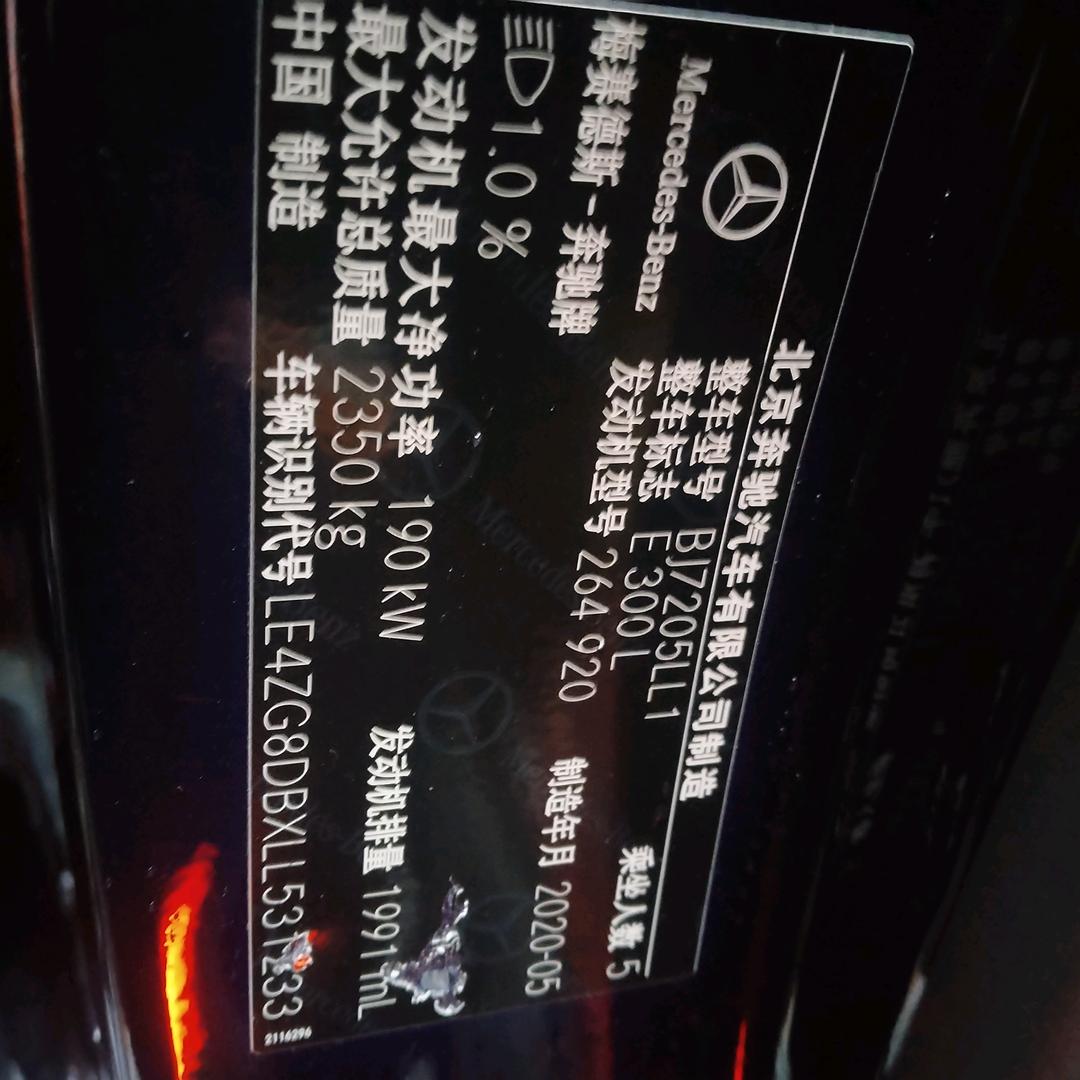 北京奔驰汽车有限公司制造
Mercedes-Benz
整车型号 BJ7205LL1
乘坐人数 5
整车标志 E 300 L
梅赛德斯-奔驰牌
发动机型号 264 920
制造年月 2020-05
1.0 %
发动机最大净功率 190 kW
发动机排量 1991 mL
最大允许总质量 2350 kg
中国 制造
车辆识别代号 LE4ZG8DBXLL531233
2116296